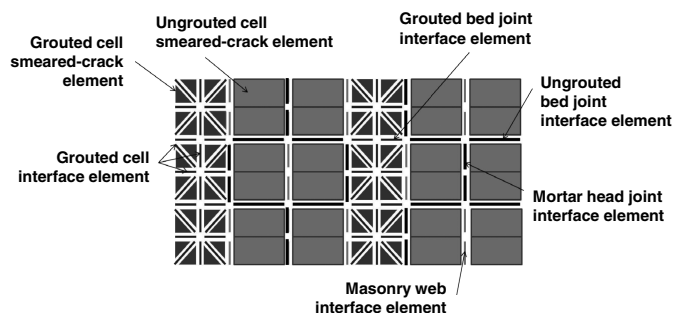 Ungrouted cell
smeared-crack element
Grouted bed joint
interface element
Grouted cell
smeared-crack
element
Ungrouted
bed joint
interface element
Grouted cell
interface element
Mortar head joint
interface element
Masonry web
interface element